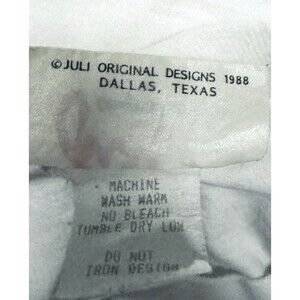 © JULI ORIGINAL DESIGNS 1988
DALLAS, TEXAS
MACHINE
WASH WARM
NO BLEACH
TUMBLE DRY LOW
DO NOT
IRON DESIGN